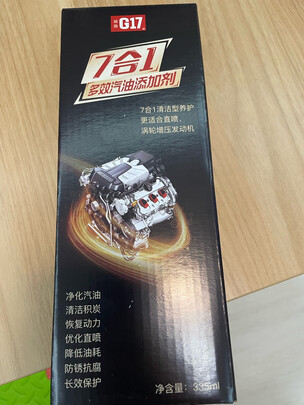 G17
7合1
多效汽油添加剂
7合1清洁型养护
更适合直喷、
涡轮增压发动机
净化汽油
清洁积炭
恢复动力
优化直喷
降低油耗
防锈抗腐
长效保护
净含量：335ml